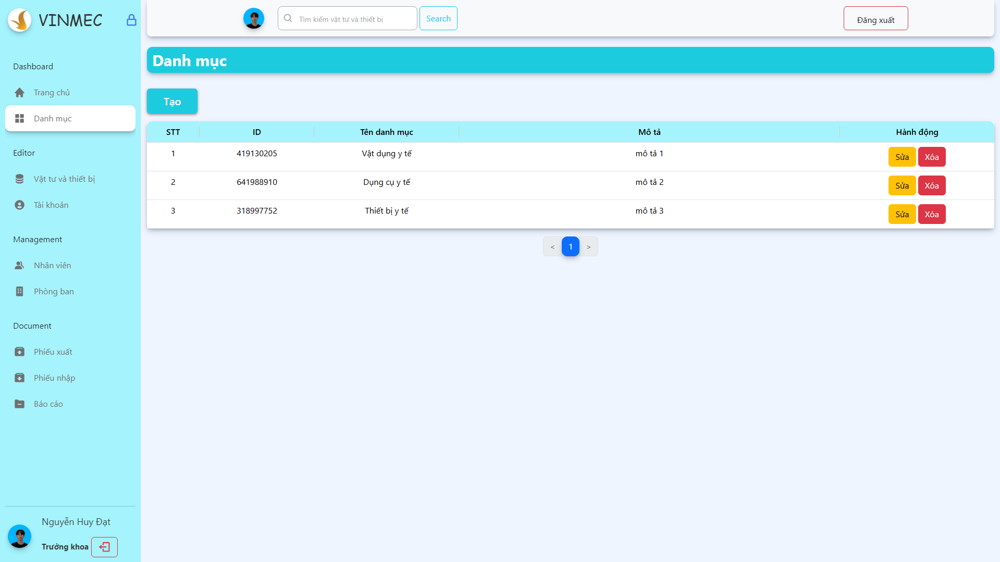 VINMEC
Dashboard
Trang chủ
Danh mục
Editor
Vật tư và thiết bị
Tài khoản
Management
Nhân viên
Phòng ban
Document
Phiếu xuất
Phiếu nhập
Báo cáo
Nguyễn Huy Đạt
Trưởng khoa
Tìm kiếm vật tư và thiết bị
Search
Đăng xuất
Danh mục
Tạo
STT ID Tên danh mục Mô tả Hành động
1 419130205 Vật dụng y tế mô tả 1 Sửa Xóa
2 641988910 Dụng cụ y tế mô tả 2 Sửa Xóa
3 318997752 Thiết bị y tế mô tả 3 Sửa Xóa
< 1 >